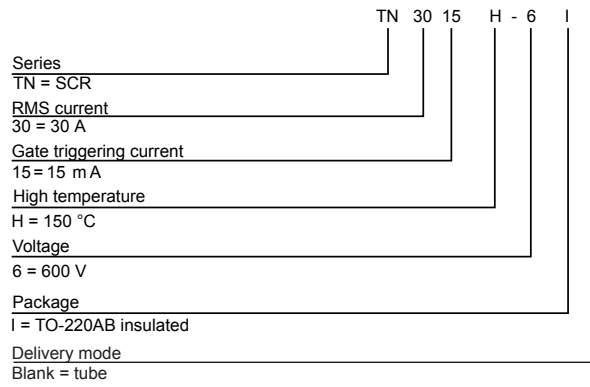 TN 30 15 H - 6 I
Series
TN = SCR
RMS current
30 = 30 A
Gate triggering current
15 = 15 mA
High temperature
H = 150 °C
Voltage
6 = 600 V
Package
I = TO-220AB insulated
Delivery mode
Blank = tube